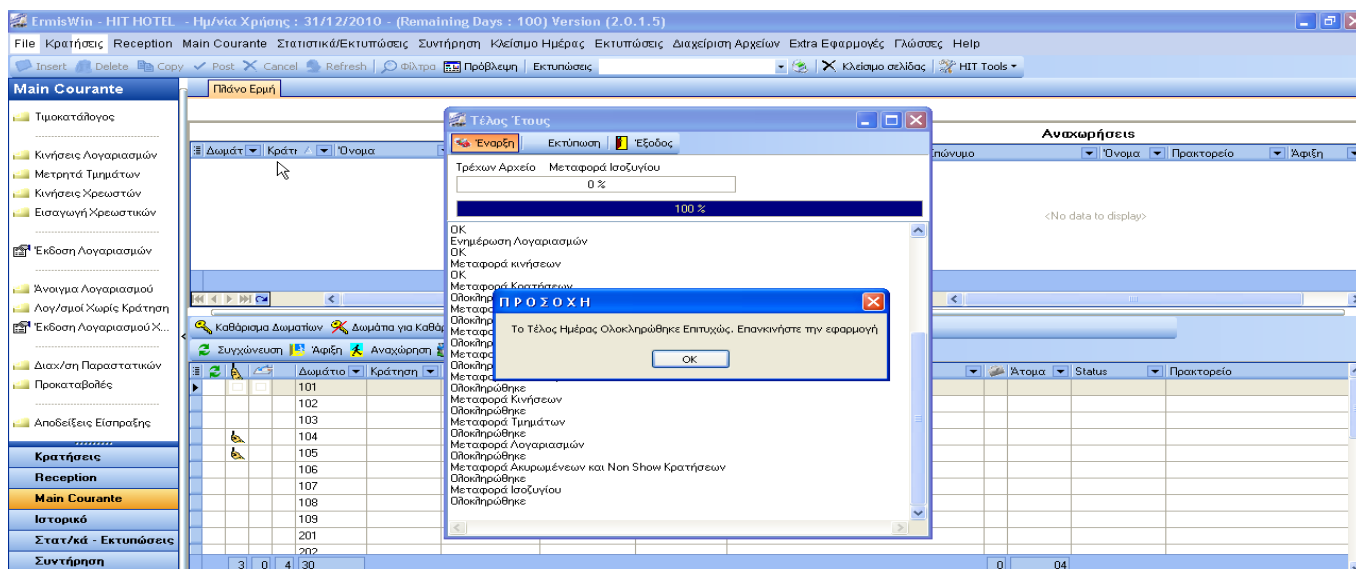 ErmisWin - HIT HOTEL - Ημ/νία Χρήσης : 31/12/2010 - (Remaining Days : 100) Version (2.0.1.5)
File Κρατήσεις Reception Main Courante Στατιστικά/Εκτυπώσεις Συντήρηση Κλείσιμο Ημέρας Εκτυπώσεις Διαχείριση Αρχείων Extra Εφαρμογές Γλώσσες Help
Insert Delete Copy Post Cancel Refresh Φίλτρα Πρόβλεψη Εκτυπώσεις Κλείσιμο σελίδας HIT Tools
Main Courante
Τιμοκατάλογος
Κινήσεις Λογαριασμών
Μετρητά Τμημάτων
Κινήσεις Χρεωστών
Εισαγωγή Χρεωστικών
Έκδοση Λογαριασμών
Άνοιγμα Λογαριασμού
Λογ/σμοί Χωρίς Κράτηση
Έκδοση Λογαριασμού Χ...
Διαχ/ση Παραστατικών
Προκαταβολές
Αποδείξεις Είσπραξης
Κρατήσεις
Reception
Main Courante
Ιστορικό
Στατ/κά - Εκτυπώσεις
Συντήρηση
Πλάνο Ερμή
Αναχωρήσεις
Δωμάτ Κράτι Όνομα
Όνομα Πρακτορείο Άφιξη
<No data to display>
Καθάρισμα Δωματίων Δωμάτια για Καθάρ
Συγχώνευση Άφιξη Αναχώρηση
Δωμάτιο Κράτηση
Άτομα Status Πρακτορείο
101
102
103
104
105
106
107
108
109
201
202
3 0 4 30
0 04
Τέλος Έτους
Έναρξη Εκτύπωση Έξοδος
Τρέχων Αρχείο Μεταφορά Ισοζυγίου
0 %
100 %
OK
Ενημέρωση Λογαριασμών
OK
Μεταφορά κινήσεων
OK
Μεταφορά Κρατήσεων
Π Ρ Ο Σ Ο Χ Η
Το Τέλος Ημέρας Ολοκληρώθηκε Επιτυχώς. Επανκινήστε την εφαρμογή
OK
Ολοκληρώθηκε
Μεταφορά Κινήσεων
Ολοκληρώθηκε
Μεταφορά Τμημάτων
Ολοκληρώθηκε
Μεταφορά Λογαριασμών
Ολοκληρώθηκε
Μεταφορά Ακυρωμένεων και Non Show Κρατήσεων
Ολοκληρώθηκε
Μεταφορά Ισοζυγίου
Ολοκληρώθηκε